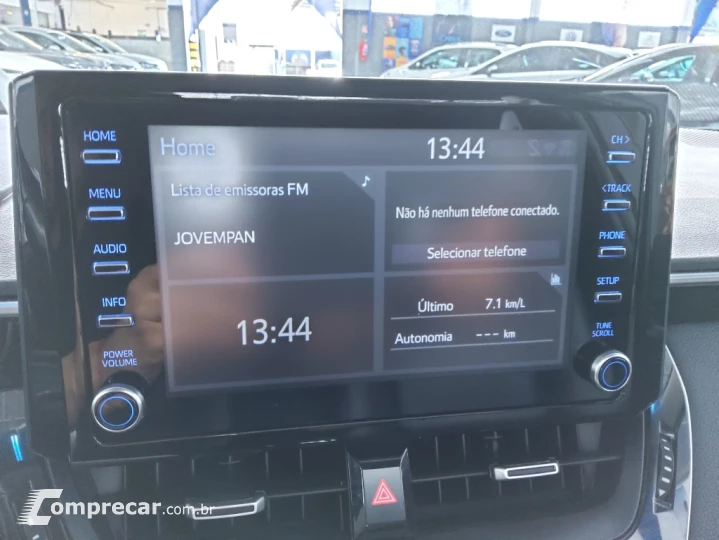 HOME
MENU
AUDIO
INFO
POWER
VOLUME
Home
13:44
Lista de emissoras FM
JOVEMPAN
Não há nenhum telefone conectado.
Selecionar telefone
13:44
Último 7.1 km/L
Autonomia --- km
CH>
<TRACK
PHONE
SETUP
TUNE
SCROLL
Comprecar.com.br